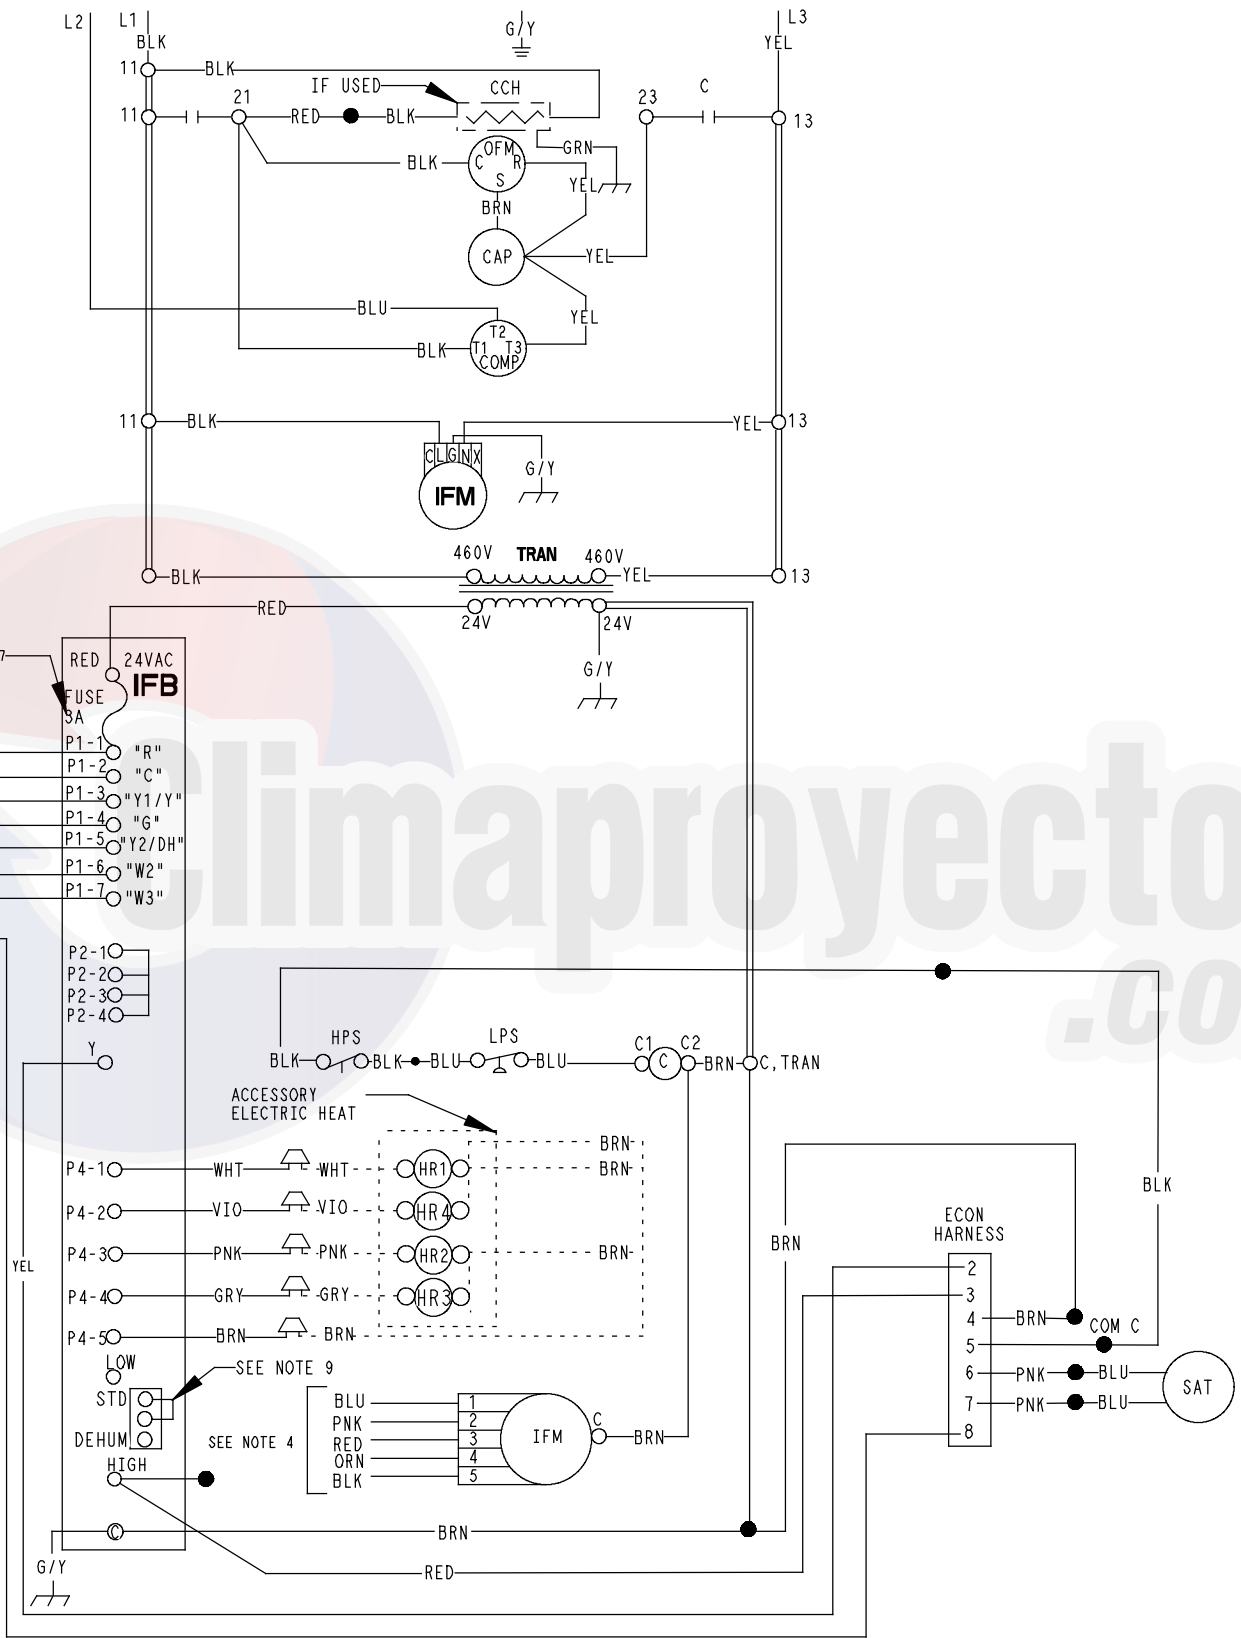 L2 L1 G/Y L3
BLK YEL
11 BLK
IF USED CCH C
21 23
11 RED BLK 13
OFM GRN
BLK C R
S YEL
BRN
CAP YEL
BLU YEL
T2
BLK T1 T3
COMP
11 BLK YEL 13
C L G N X G/Y
IFM
460V TRAN 460V
BLK YEL 13
RED
24V 24V
7 RED 24VAC G/Y
IFB
FUSE
3A
P1-1 "R"
P1-2 "C"
P1-3 "Y1/Y"
P1-4 "G"
P1-5 "Y2/DH"
P1-6 "W2"
P1-7 "W3"
Climaproyecto
.co
P2-1
P2-2
P2-3
P2-4
HPS LPS
Y C1 C2
BLK BLK BLU BLU C BRN C,TRAN
ACCESSORY
ELECTRIC HEAT
BRN
P4-1 WHT WHT HR1 BRN
BLK
P4-2 VIO VIO HR4
ECON
HARNESS
BRN
P4-3 PNK PNK HR2 BRN
YEL 2
P4-4 GRY GRY HR3 3
4 BRN
COM C
P4-5 BRN BRN 5
LOW
SEE NOTE 9 6 PNK BLU
SAT
STD
BLU 1 7 PNK BLU
PNK 2 C
8
DEHUM SEE NOTE 4 RED 3 IFM BRN
ORN 4
HIGH BLK 5
C BRN
G/Y RED